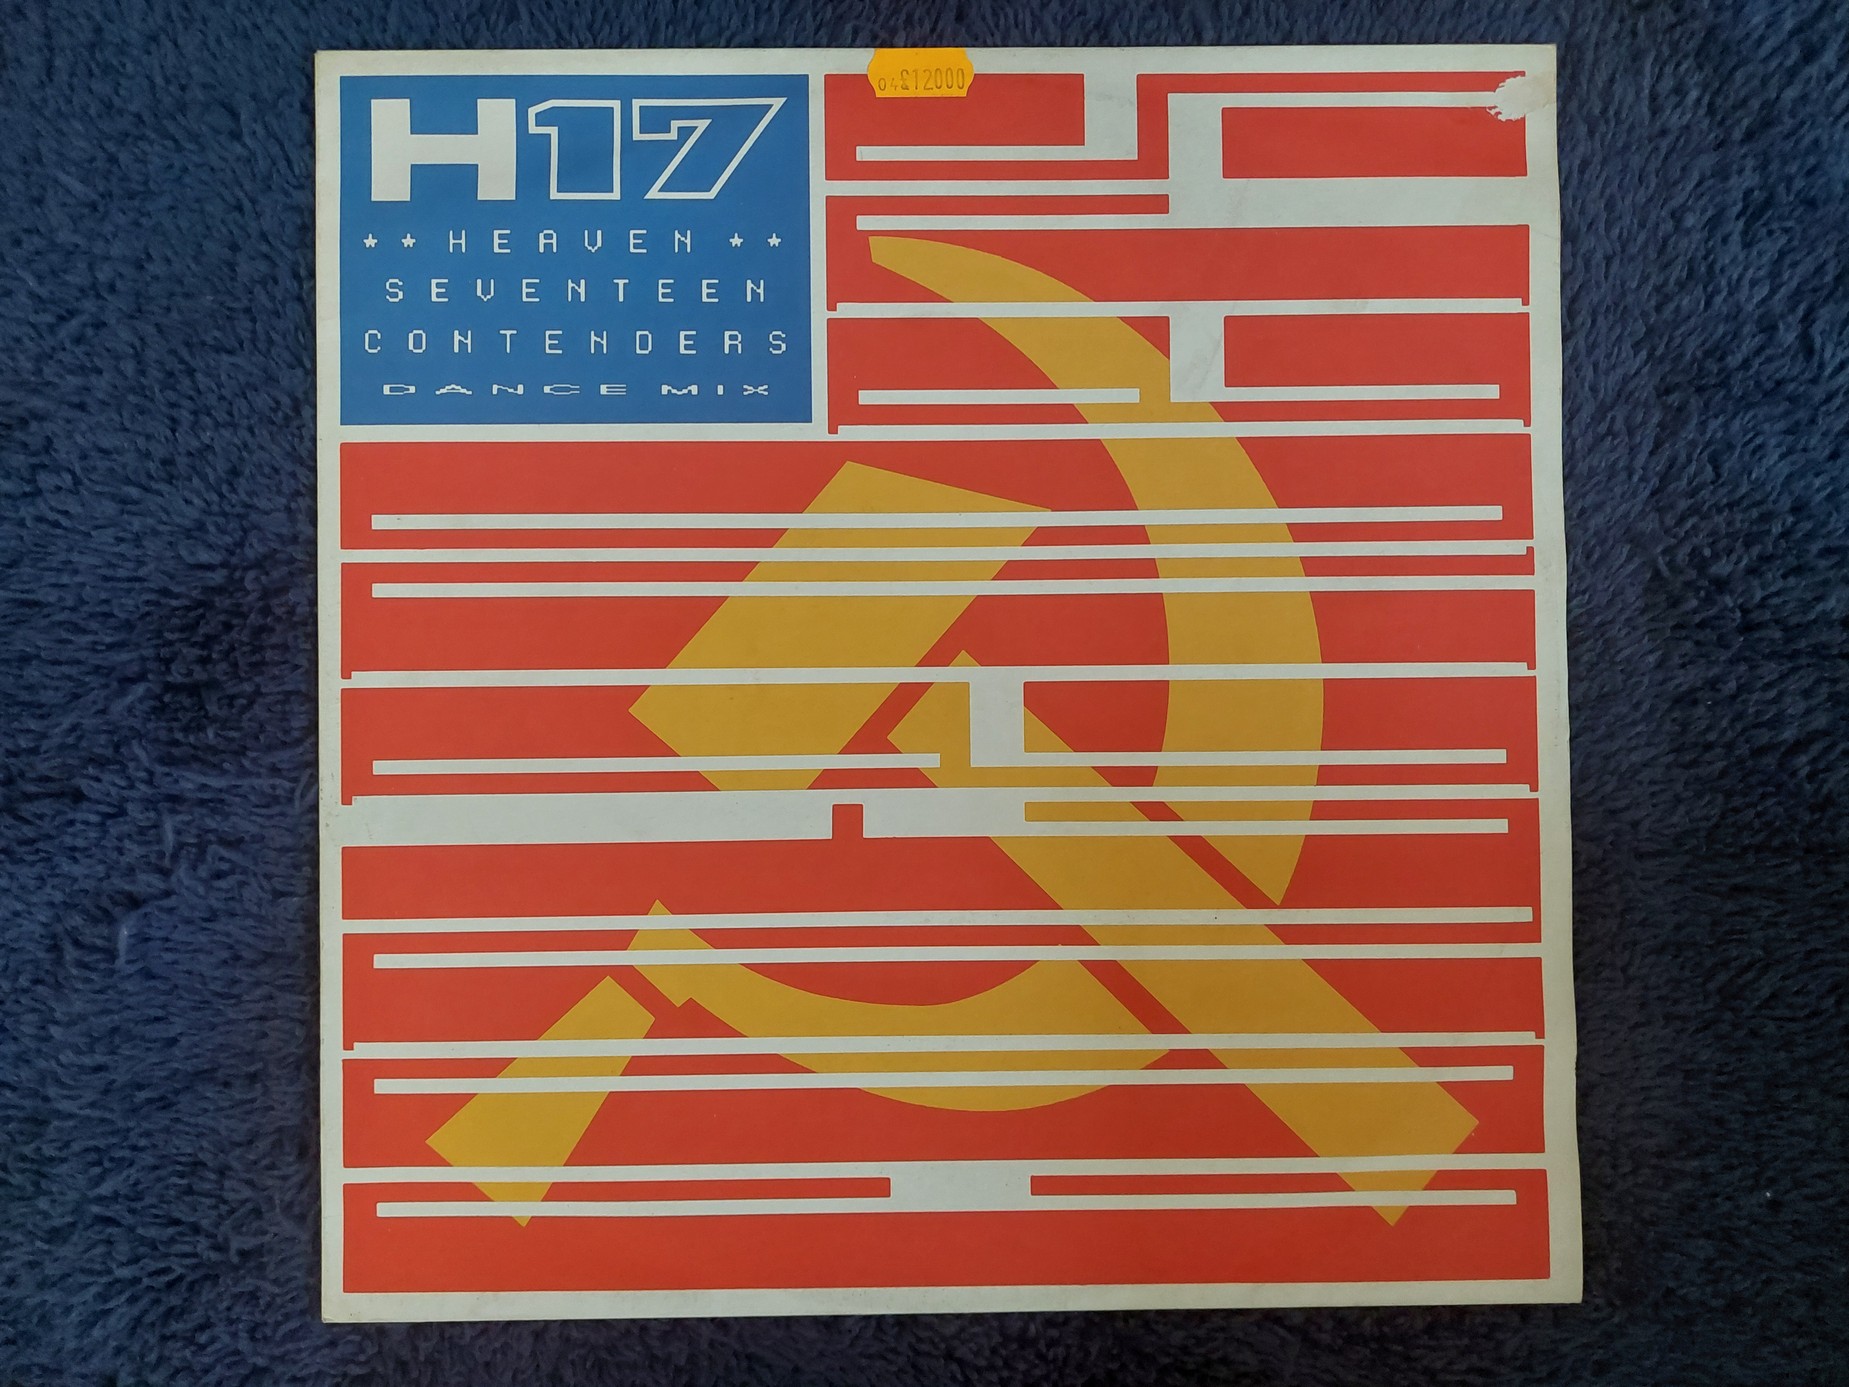 H17
04£12000
** HEAVEN **
SEVENTEEN
CONTENDERS
DANCE MIX